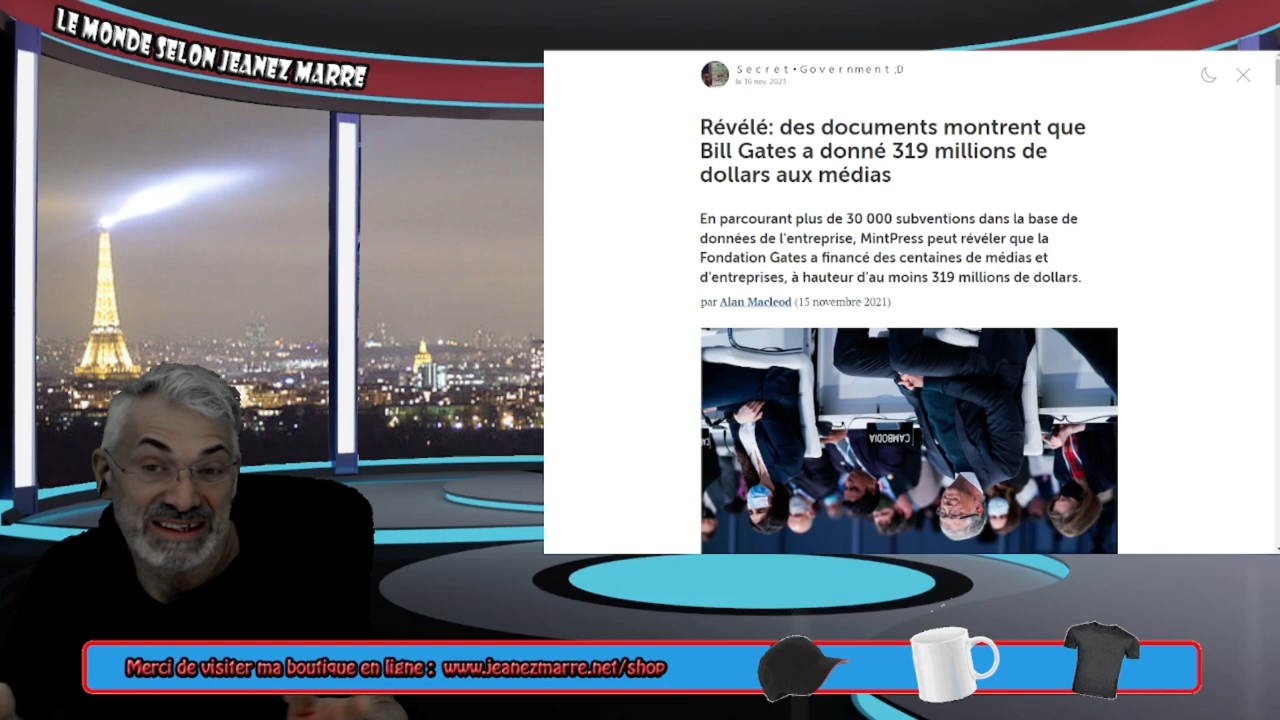 LE MONDE SELON JEANEZ MARRE
Secret•Government ;D
le 16 nov. 2021
Révélé: des documents montrent que
Bill Gates a donné 319 millions de
dollars aux médias
En parcourant plus de 30 000 subventions dans la base de
données de l'entreprise, MintPress peut révéler que la
Fondation Gates a financé des centaines de médias et
d'entreprises, à hauteur d'au moins 319 millions de dollars.
par Alan Macleod (15 novembre 2021)
CAMBODIA
Merci de visiter ma boutique en ligne : www.jeanezmarre.net/shop